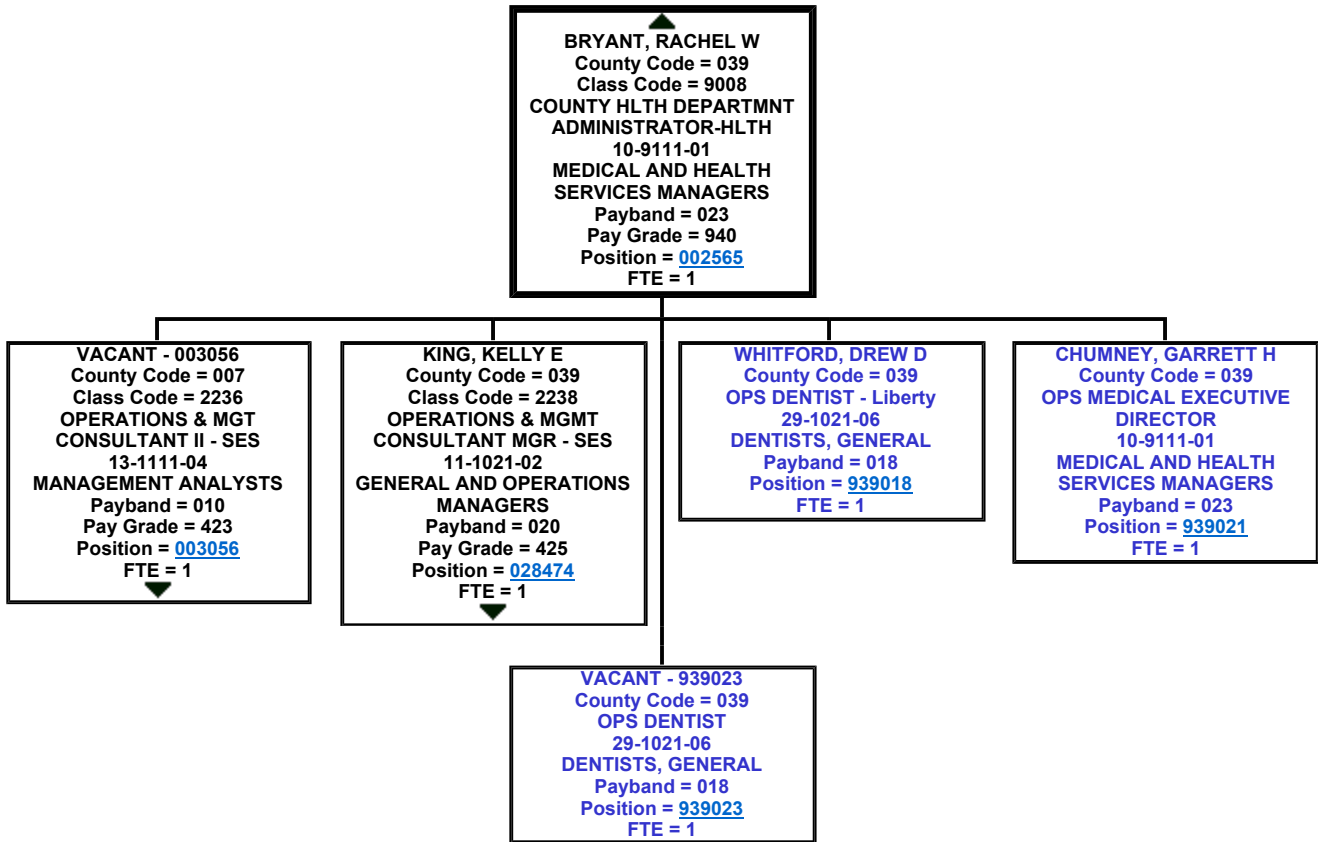 BRYANT, RACHEL W
County Code = 039
Class Code = 9008
COUNTY HLTH DEPARTMNT
ADMINISTRATOR-HLTH
10-9111-01
MEDICAL AND HEALTH
SERVICES MANAGERS
Payband = 023
Pay Grade = 940
Position = 002565
FTE = 1
VACANT - 003056
County Code = 007
Class Code = 2236
OPERATIONS & MGT
CONSULTANT II - SES
13-1111-04
MANAGEMENT ANALYSTS
Payband = 010
Pay Grade = 423
Position = 003056
FTE = 1
KING, KELLY E
County Code = 039
Class Code = 2238
OPERATIONS & MGMT
CONSULTANT MGR - SES
11-1021-02
GENERAL AND OPERATIONS
MANAGERS
Payband = 020
Pay Grade = 425
Position = 028474
FTE = 1
WHITFORD, DREW D
County Code = 039
OPS DENTIST - Liberty
29-1021-06
DENTISTS, GENERAL
Payband = 018
Position = 939018
FTE = 1
CHUMNEY, GARRETT H
County Code = 039
OPS MEDICAL EXECUTIVE
DIRECTOR
10-9111-01
MEDICAL AND HEALTH
SERVICES MANAGERS
Payband = 023
Position = 939021
FTE = 1
VACANT - 939023
County Code = 039
OPS DENTIST
29-1021-06
DENTISTS, GENERAL
Payband = 018
Position = 939023
FTE = 1